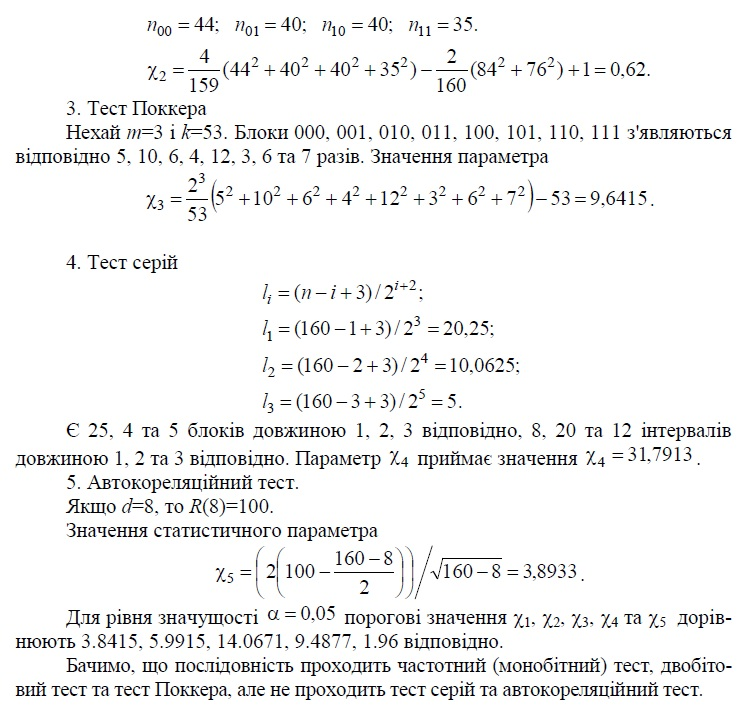 n₀₀ = 44; n₀₁ = 40; n₁₀ = 40; n₁₁ = 35.
χ₂ = 4/159 (44² + 40² + 40² + 35²) − 2/160 (84² + 76²) + 1 = 0,62.
3. Тест Поккера
Нехай m=3 і k=53. Блоки 000, 001, 010, 011, 100, 101, 110, 111 з'являються
відповідно 5, 10, 6, 4, 12, 3, 6 та 7 разів. Значення параметра
χ₃ = 2³/53 (5² + 10² + 6² + 4² + 12² + 3² + 6² + 7²) − 53 = 9,6415.
4. Тест серій
lᵢ = (n − i + 3) / 2ⁱ⁺²;
l₁ = (160 − 1 + 3) / 2³ = 20,25;
l₂ = (160 − 2 + 3) / 2⁴ = 10,0625;
l₃ = (160 − 3 + 3) / 2⁵ = 5.
Є 25, 4 та 5 блоків довжиною 1, 2, 3 відповідно, 8, 20 та 12 інтервалів
довжиною 1, 2 та 3 відповідно. Параметр χ₄ приймає значення χ₄ = 31,7913.
5. Автокореляційний тест.
Якщо d=8, то R(8)=100.
Значення статистичного параметра
χ₅ = (2(100 − (160 − 8)/2)) / √(160 − 8) = 3,8933.
Для рівня значущості α = 0,05 порогові значення χ₁, χ₂, χ₃, χ₄ та χ₅ дорів-
нюють 3.8415, 5.9915, 14.0671, 9.4877, 1.96 відповідно.
Бачимо, що послідовність проходить частотний (монобітний) тест, двобіто-
вий тест та тест Поккера, але не проходить тест серій та автокореляційний тест.